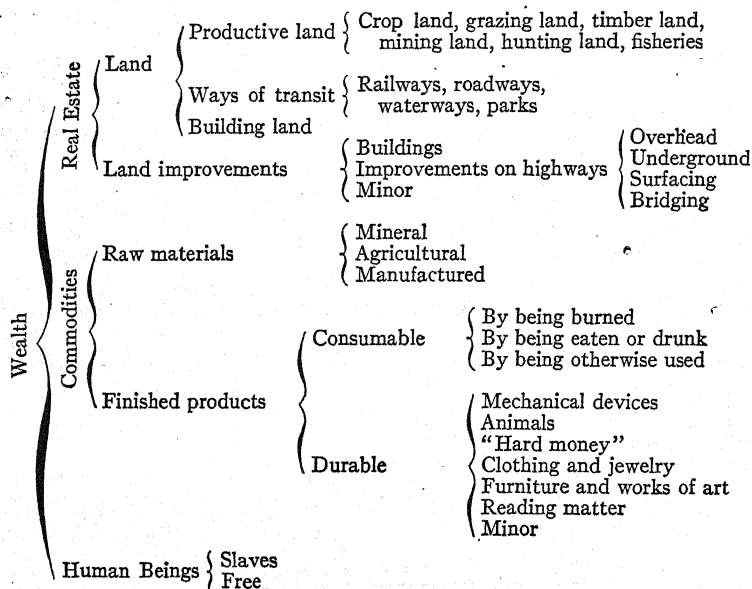 Wealth
Real Estate
Land
Productive land
Crop land, grazing land, timber land,
mining land, hunting land, fisheries
Ways of transit
Railways, roadways,
waterways, parks
Building land
Land improvements
Buildings
Improvements on highways
Overhead
Underground
Surfacing
Bridging
Minor
Commodities
Raw materials
Mineral
Agricultural
Manufactured
Finished products
Consumable
By being burned
By being eaten or drunk
By being otherwise used
Durable
Mechanical devices
Animals
"Hard money"
Clothing and jewelry
Furniture and works of art
Reading matter
Minor
Human Beings
Slaves
Free